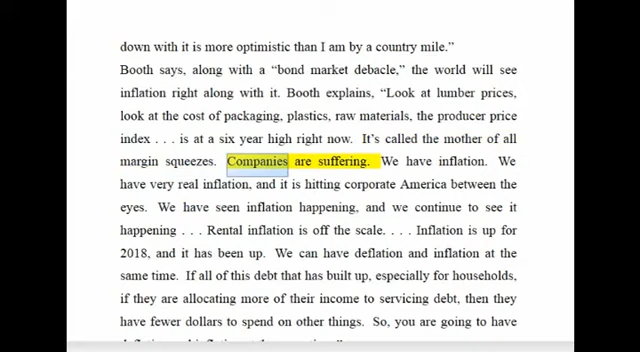 down with it is more optimistic than I am by a country mile.”
Booth says, along with a “bond market debacle,” the world will see
inflation right along with it. Booth explains, “Look at lumber prices,
look at the cost of packaging, plastics, raw materials, the producer price
index . . . is at a six year high right now. It’s called the mother of all
margin squeezes. Companies are suffering. We have inflation. We
have very real inflation, and it is hitting corporate America between the
eyes. We have seen inflation happening, and we continue to see it
happening . . . Rental inflation is off the scale. . . . Inflation is up for
2018, and it has been up. We can have deflation and inflation at the
same time. If all of this debt that has built up, especially for households,
if they are allocating more of their income to servicing debt, then they
have fewer dollars to spend on other things. So, you are going to have